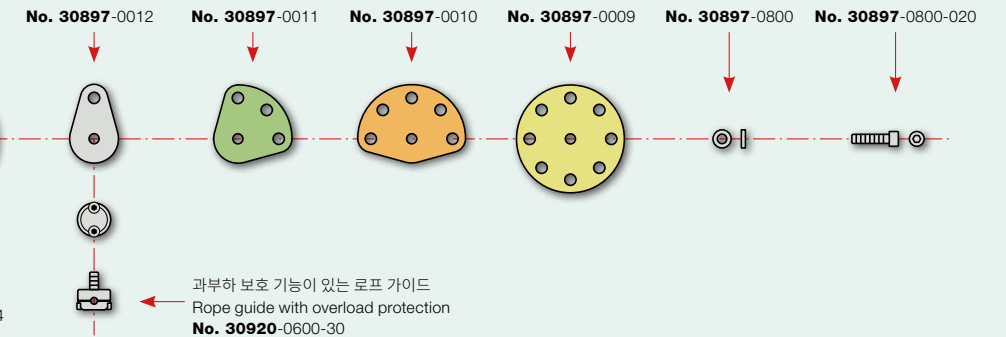 No. 30897-0012
No. 30897-0011
No. 30897-0010
No. 30897-0009
No. 30897-0800
No. 30897-0800-020
과부하 보호 기능이 있는 로프 가이드
Rope guide with overload protection
No. 30920-0600-30
4